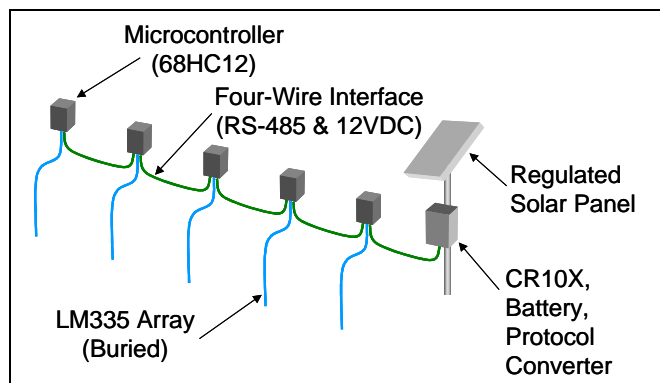 Microcontroller
(68HC12)
Four-Wire Interface
(RS-485 & 12VDC)
Regulated
Solar Panel
CR10X,
Battery,
Protocol
Converter
LM335 Array
(Buried)